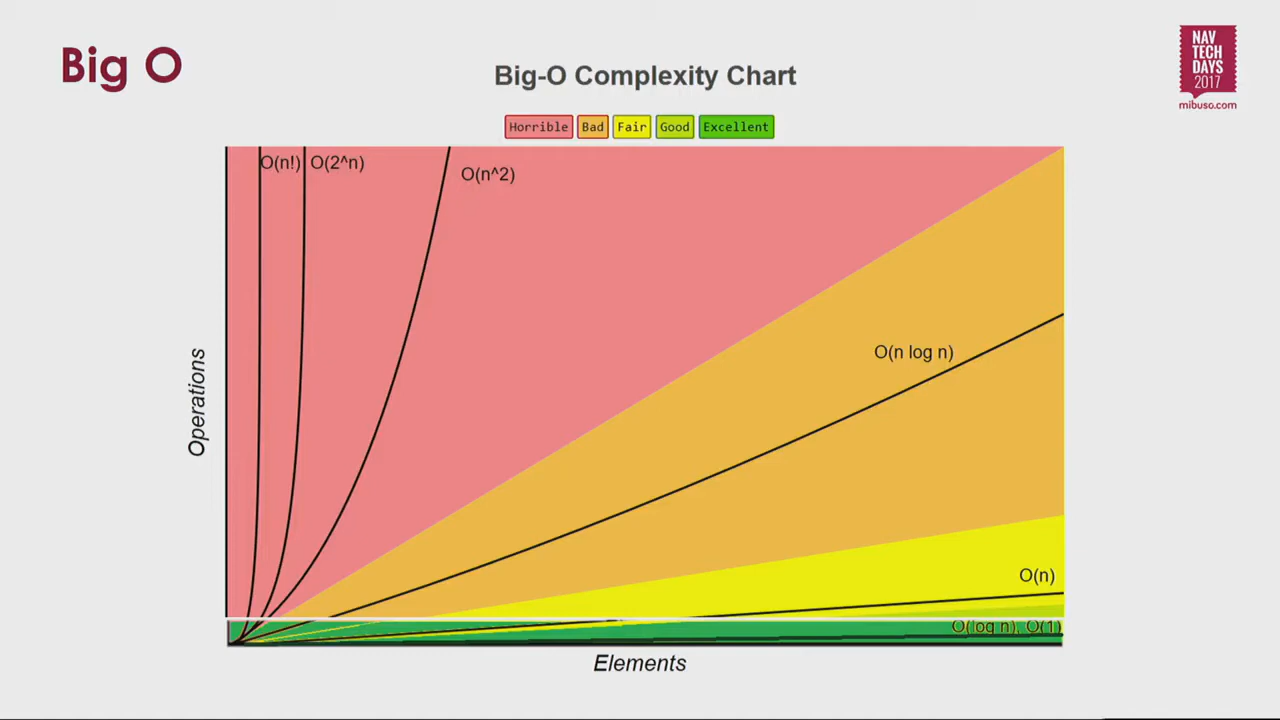 Big O
NAV
TECH
DAYS
2017
mibuso.com
Big-O Complexity Chart
Horrible Bad Fair Good Excellent
O(n!) O(2^n)
O(n^2)
O(n log n)
O(n)
O(log n), O(1)
Operations
Elements